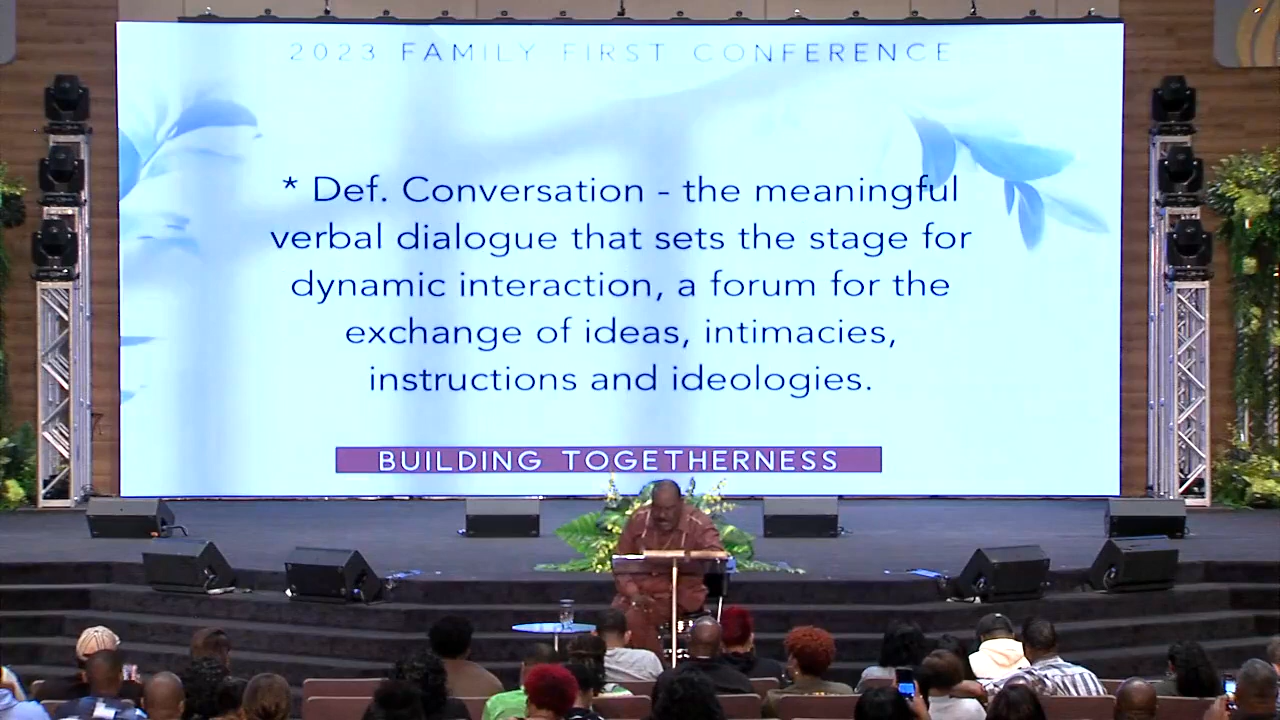 2023 FAMILY FIRST CONFERENCE
* Def. Conversation - the meaningful
verbal dialogue that sets the stage for
dynamic interaction, a forum for the
exchange of ideas, intimacies,
instructions and ideologies.
BUILDING TOGETHERNESS